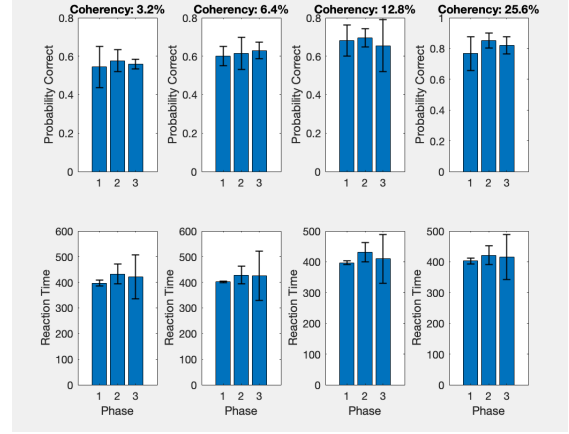 Coherency: 3.2%
Probability Correct
0.8
0.6
0.4
0.2
0
1 2 3
Coherency: 6.4%
Probability Correct
0.8
0.6
0.4
0.2
0
1 2 3
Coherency: 12.8%
Probability Correct
0.8
0.6
0.4
0.2
0
1 2 3
Coherency: 25.6%
Probability Correct
1
0.8
0.6
0.4
0.2
0
1 2 3
Reaction Time
600
500
400
300
200
100
0
1 2 3
Phase
Reaction Time
600
500
400
300
200
100
0
1 2 3
Phase
Reaction Time
500
400
300
200
100
0
1 2 3
Phase
Reaction Time
500
400
300
200
100
0
1 2 3
Phase